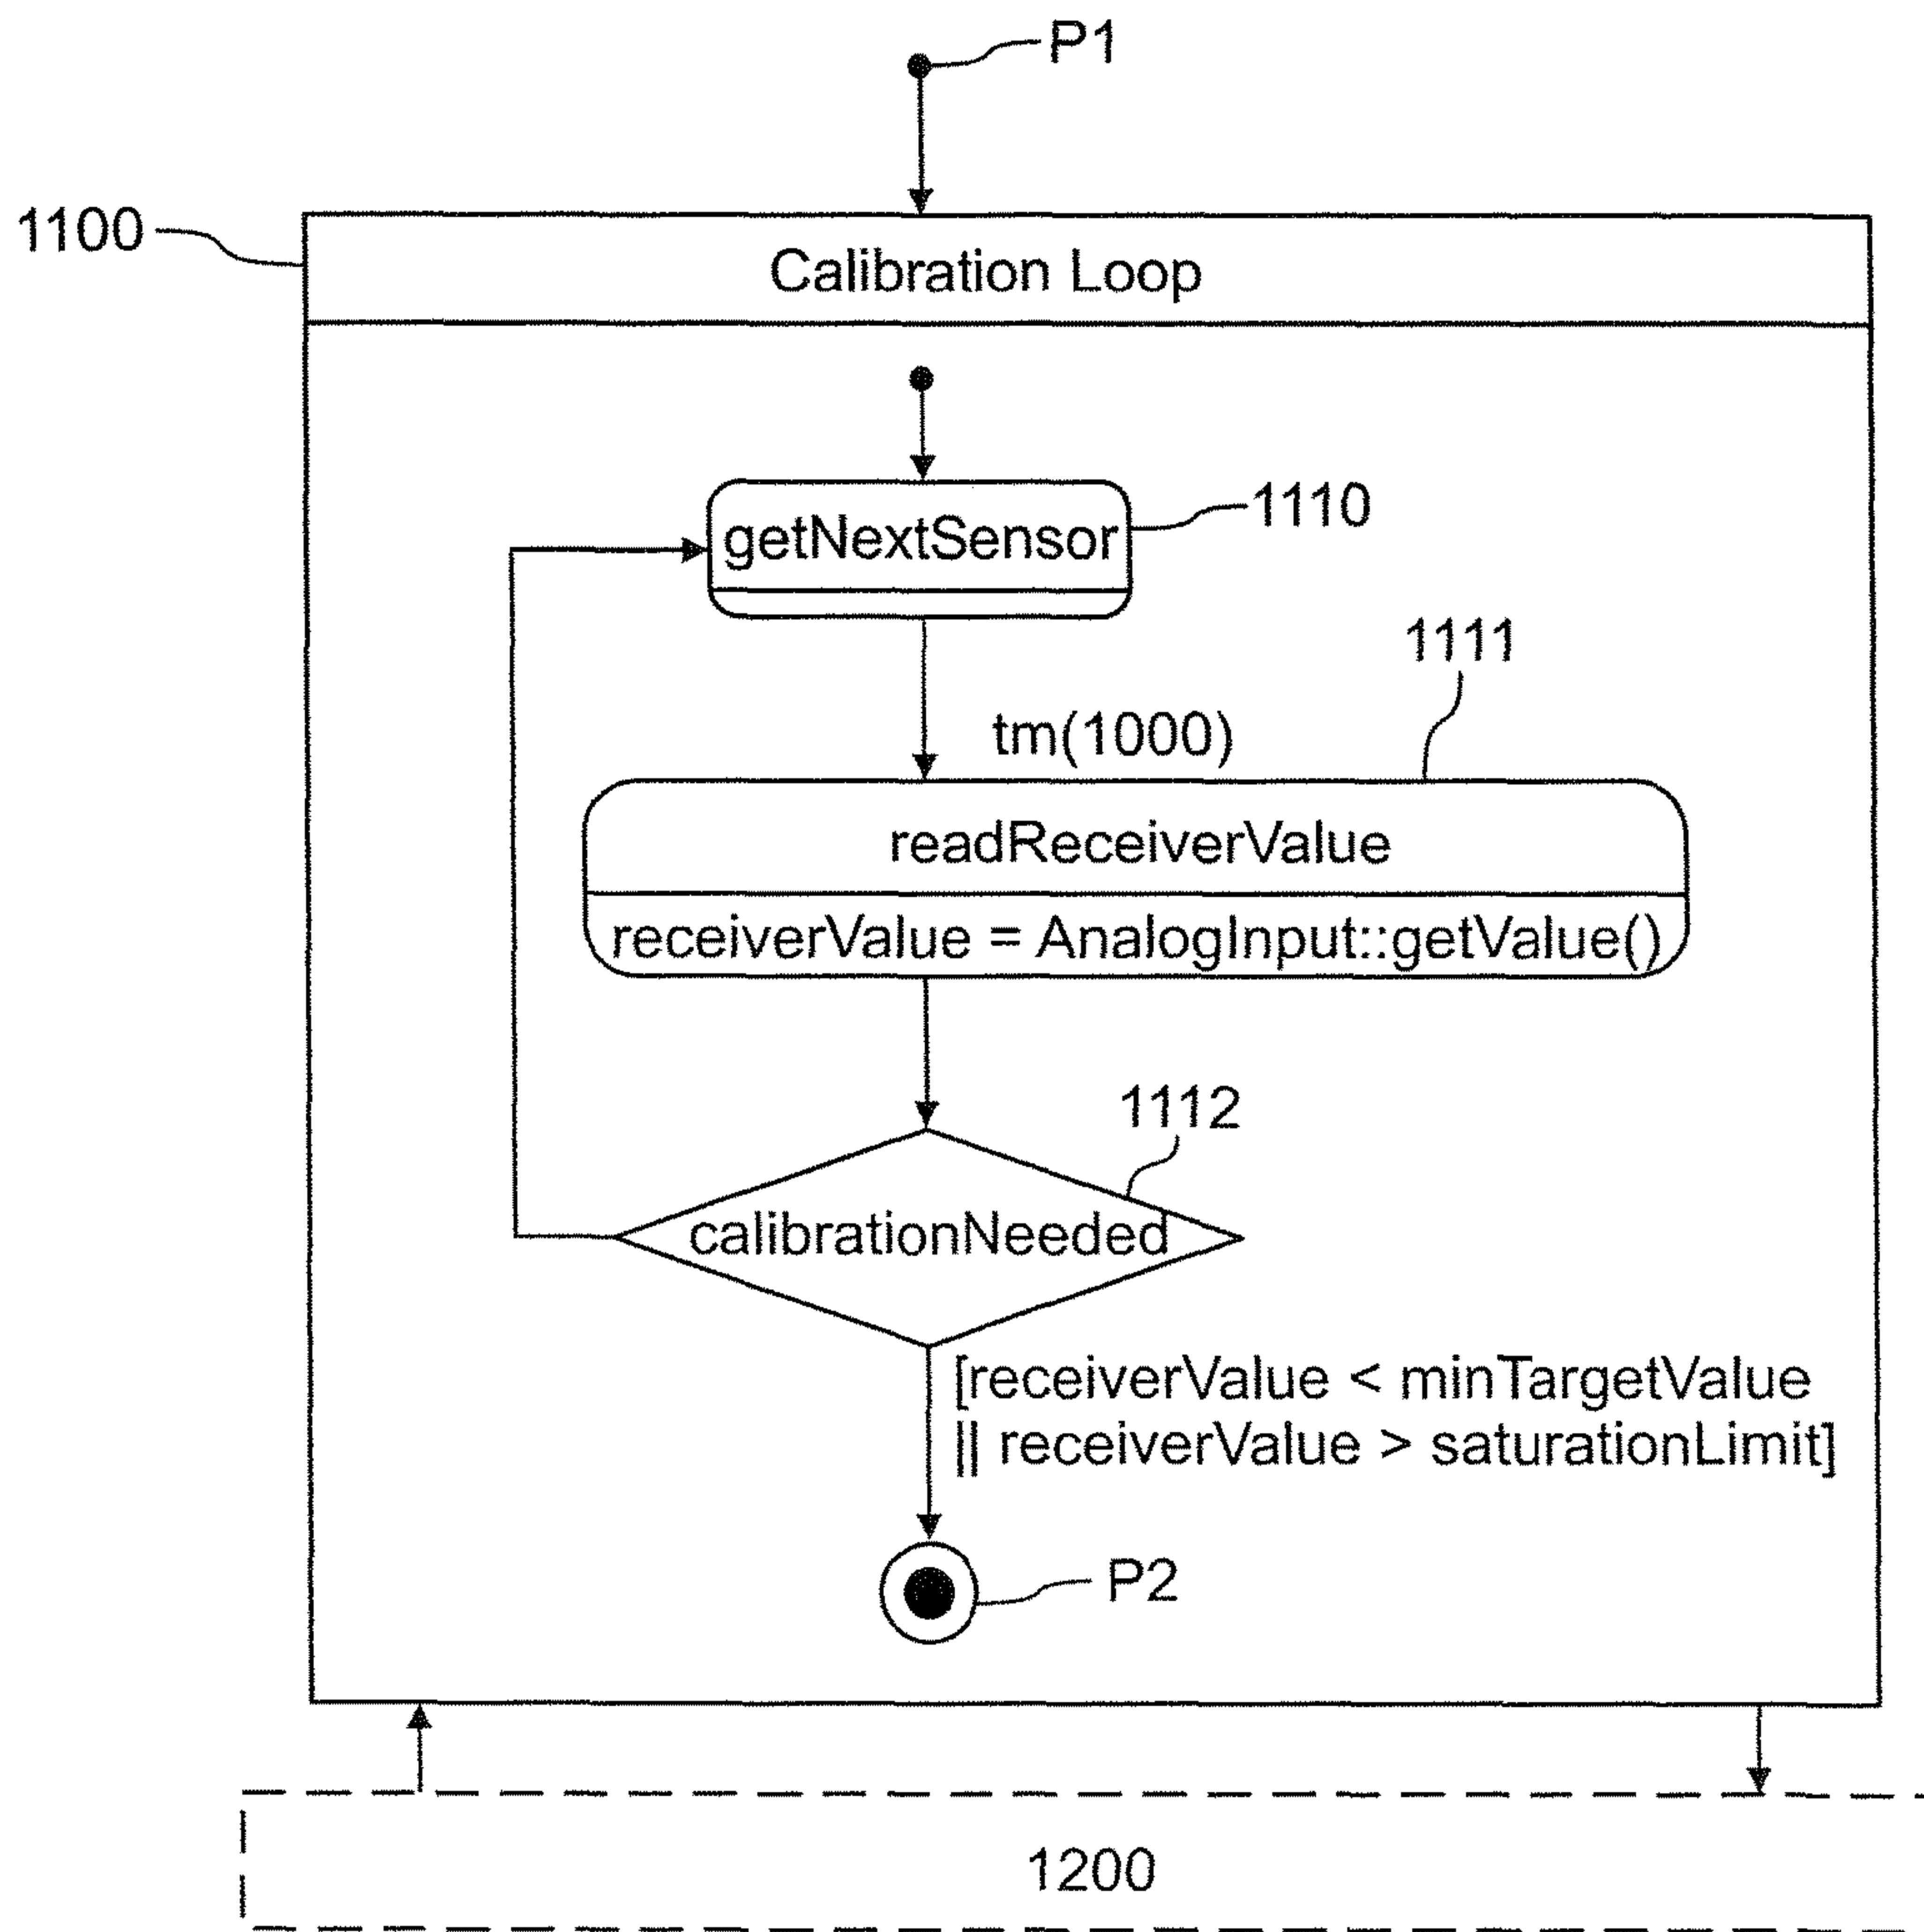 P1
1100
Calibration Loop
getNextSensor
1110
1111
tm(1000)
readReceiverValue
receiverValue = AnalogInput::getValue()
1112
calibrationNeeded
[receiverValue < minTargetValue
|| receiverValue > saturationLimit]
P2
1200